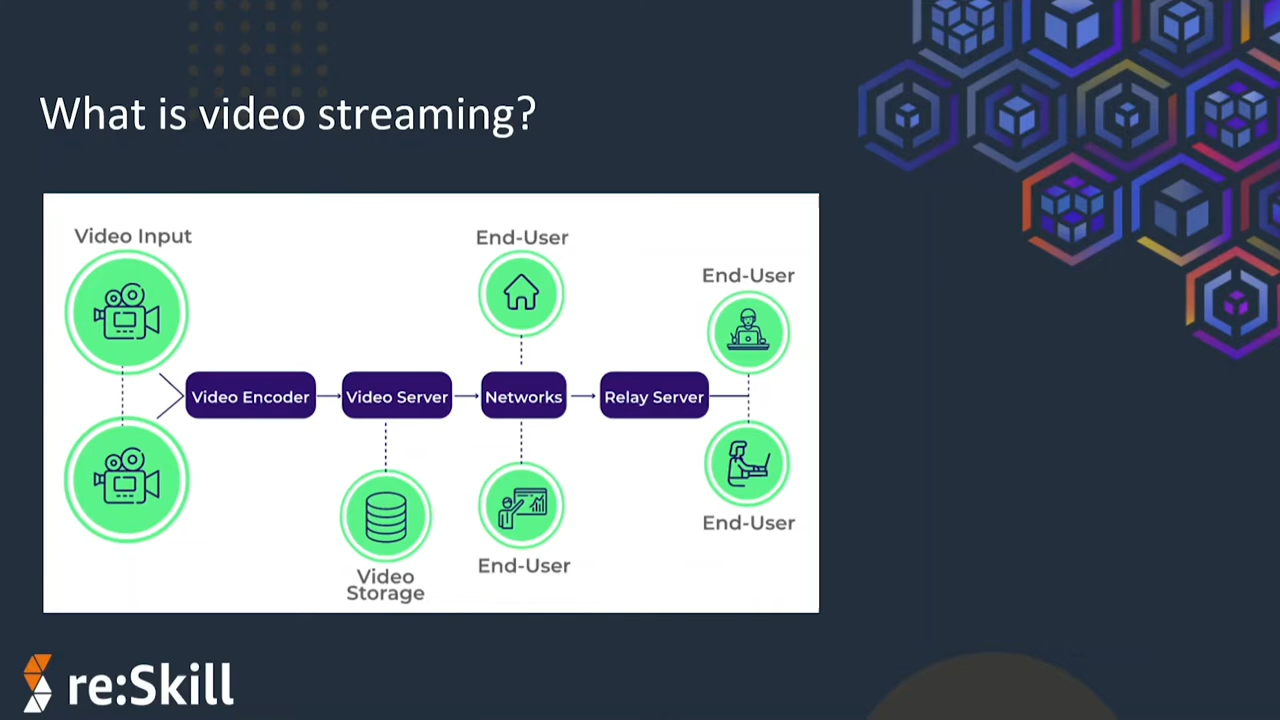 What is video streaming?
Video Input
End-User
End-User
Video Encoder
Video Server
Networks
Relay Server
End-User
End-User
Video
Storage
re:Skill